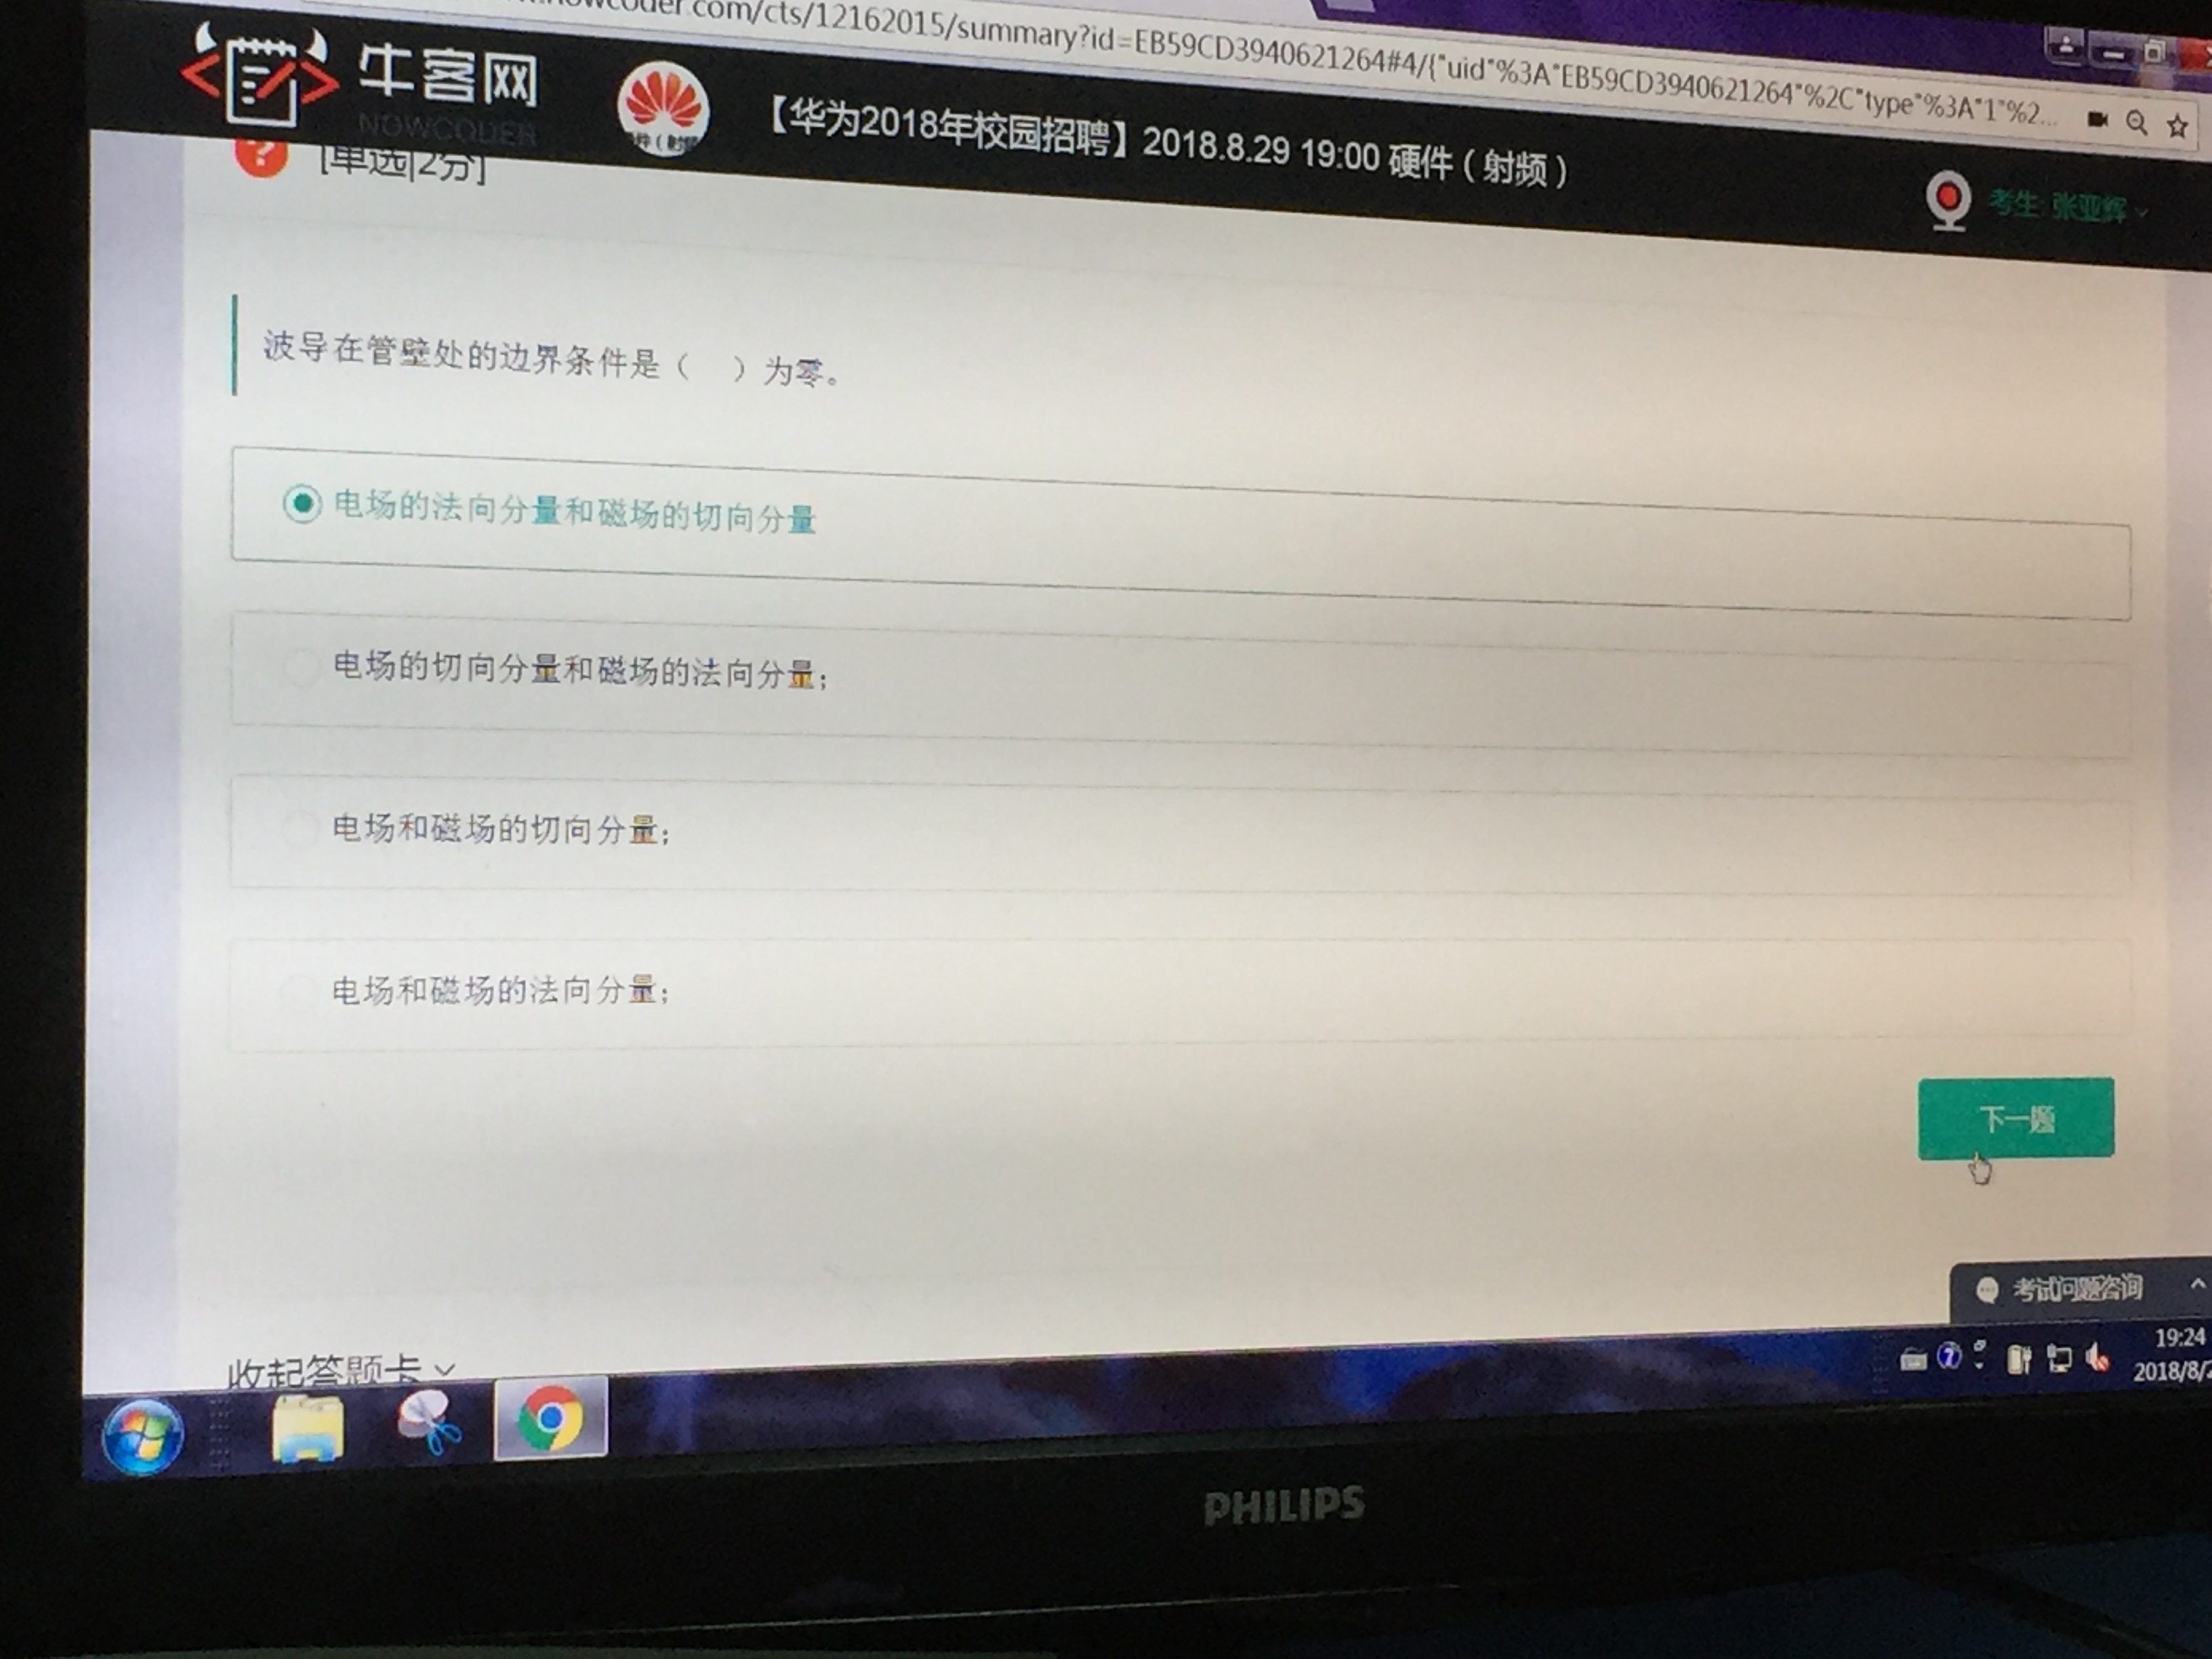 nowcoder.com/cts/12162015/summary?id=EB59CD3940621264#4/{"uid"%3A"EB59CD3940621264"%2C"type"%3A"1"%2...
牛客网
NOWCODER
(射频
【华为2018年校园招聘】2018.8.29 19:00 硬件（射频）
考生 张亚辉
[单选|2分]
波导在管壁处的边界条件是（ ）为零。
电场的法向分量和磁场的切向分量
电场的切向分量和磁场的法向分量；
电场和磁场的切向分量；
电场和磁场的法向分量；
下一题
考试问题咨询
收起答题卡
19:24
2018/8/2
PHILIPS